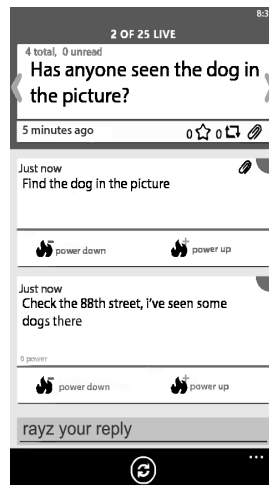 8:3
2 OF 25 LIVE
4 total, 0 unread
Has anyone seen the dog in
the picture?
5 minutes ago
0 0
Just now
Find the dog in the picture
power down power up
Just now
Check the 88th street, i've seen some
dogs there
0 power
power down power up
rayz your reply